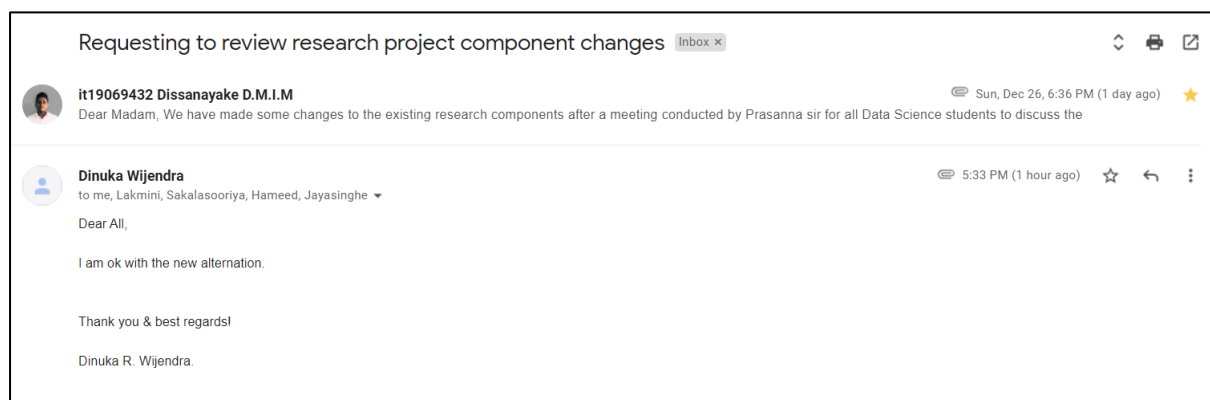 Requesting to review research project component changes Inbox ×
it19069432 Dissanayake D.M.I.M Sun, Dec 26, 6:36 PM (1 day ago)
Dear Madam, We have made some changes to the existing research components after a meeting conducted by Prasanna sir for all Data Science students to discuss the
Dinuka Wijendra 5:33 PM (1 hour ago)
to me, Lakmini, Sakalasooriya, Hameed, Jayasinghe
Dear All,
I am ok with the new alternation.
Thank you & best regards!
Dinuka R. Wijendra.